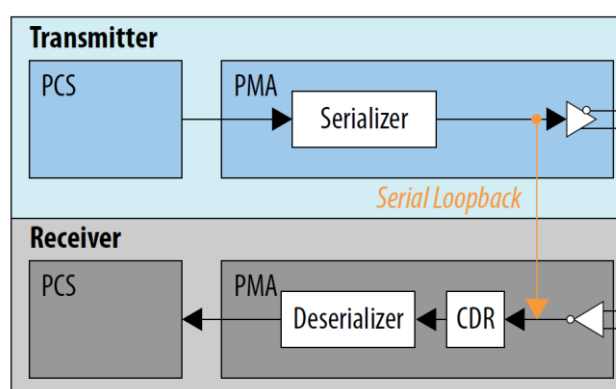 Transmitter
PCS
PMA
Serializer
Serial Loopback
Receiver
PCS
PMA
Deserializer
CDR